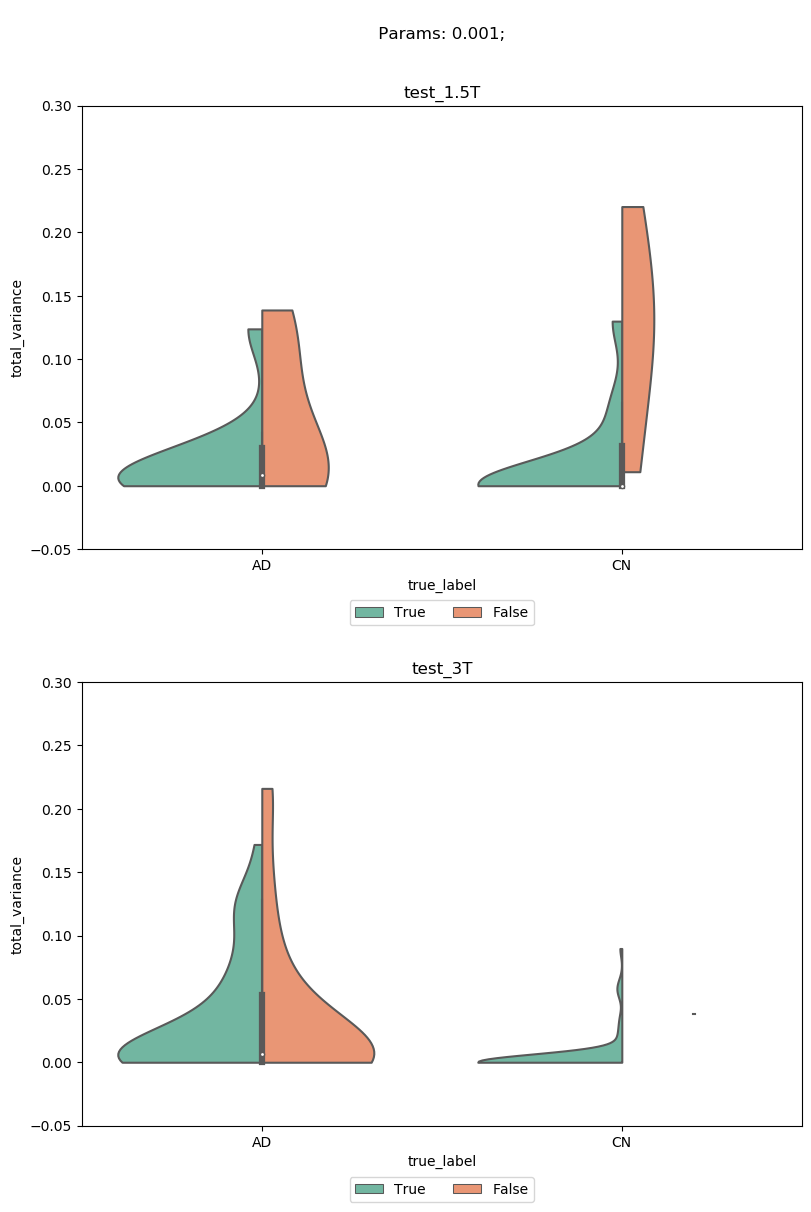 Params: 0.001;
test_1.5T
0.30
0.25
0.20
0.15
0.10
0.05
0.00
−0.05
total_variance
AD CN
true_label
True False
test_3T
0.30
0.25
0.20
0.15
0.10
0.05
0.00
−0.05
total_variance
AD CN
true_label
True False